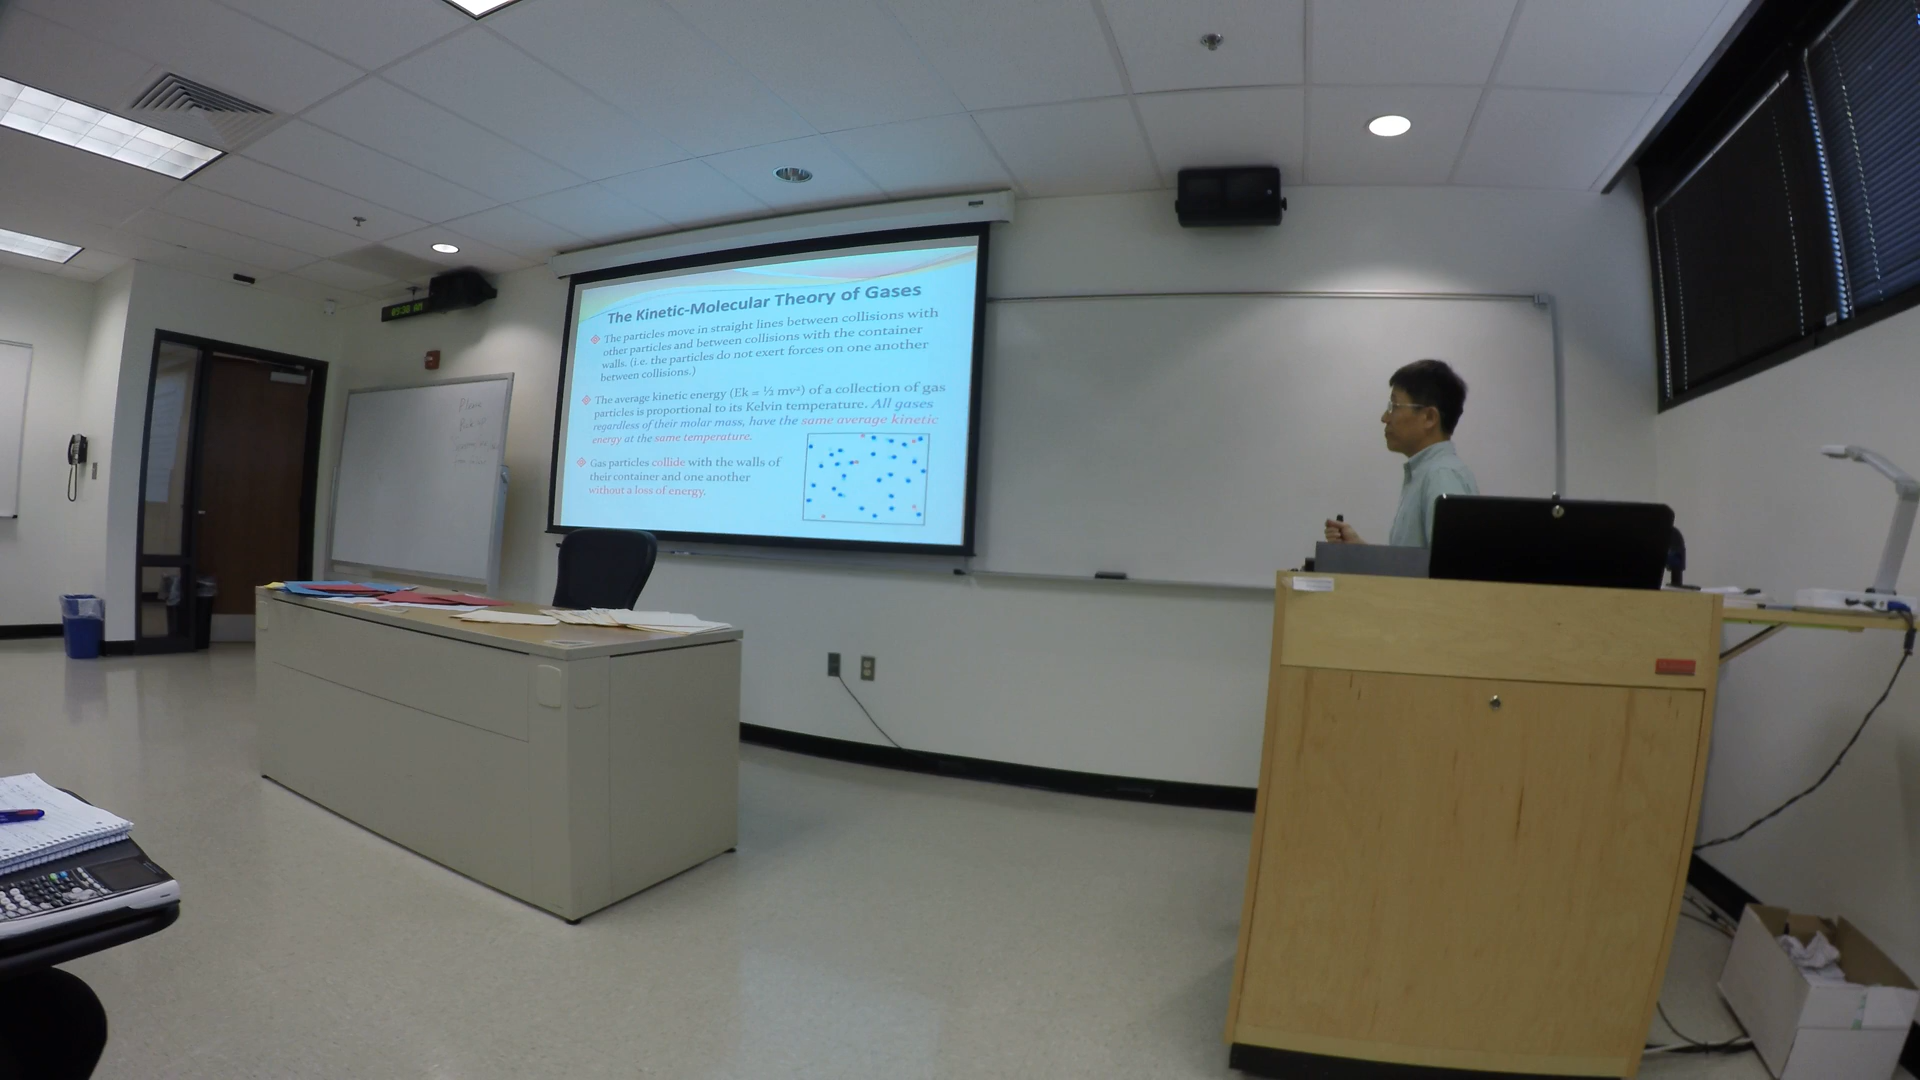 The Kinetic-Molecular Theory of Gases
The particles move in straight lines between collisions with
other particles and between collisions with the container
walls. (i.e. the particles do not exert forces on one another
between collisions.)
The average kinetic energy (Ek = ½ mv²) of a collection of gas
particles is proportional to its Kelvin temperature. All gases
regardless of their molar mass, have the same average kinetic
energy at the same temperature.
Gas particles collide with the walls of
their container and one another
without a loss of energy.
Please
Pick up